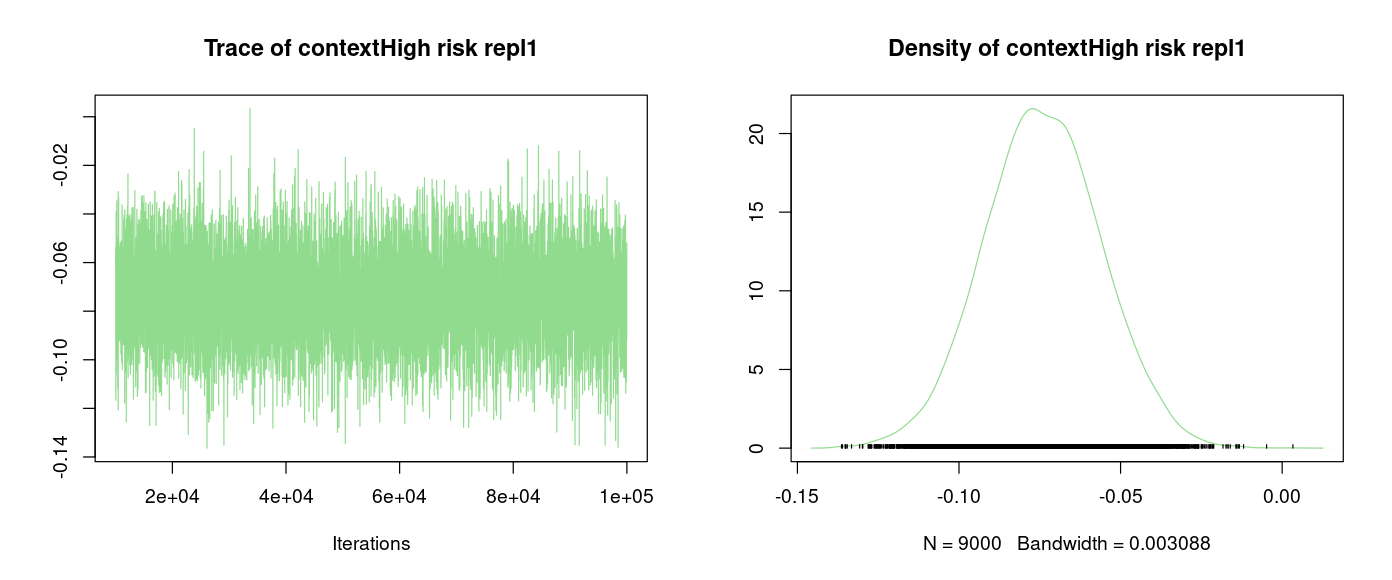 Trace of contextHigh risk repl1
-0.02
-0.06
-0.10
-0.14
2e+04 4e+04 6e+04 8e+04 1e+05
Iterations
Density of contextHigh risk repl1
20
15
10
5
0
-0.15 -0.10 -0.05 0.00
N = 9000 Bandwidth = 0.003088